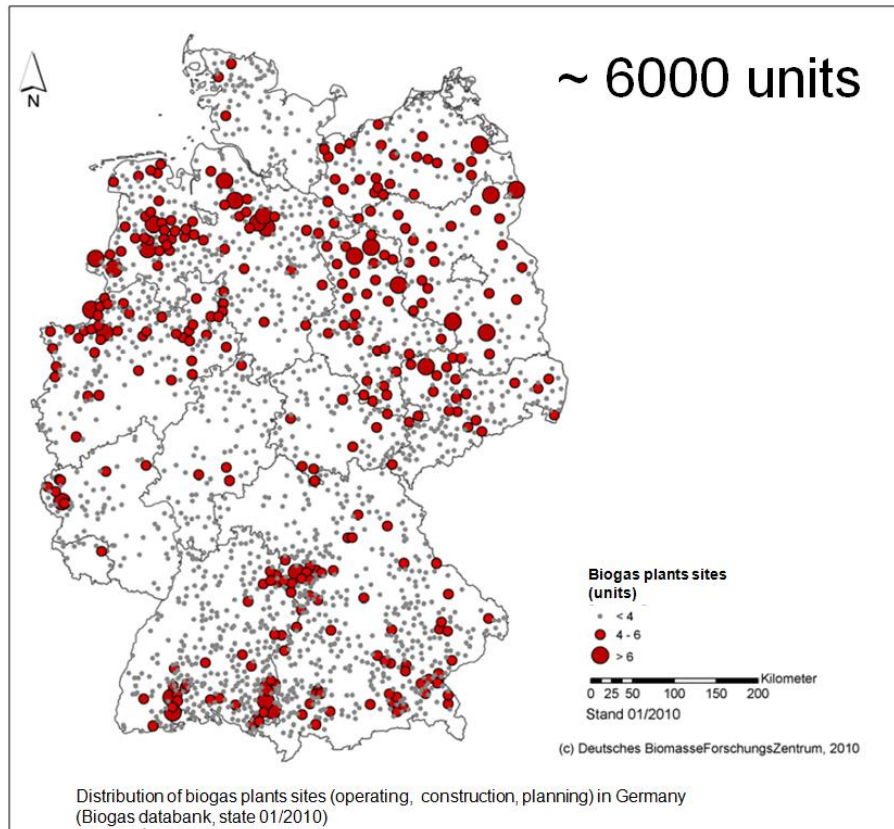 ~ 6000 units
N
Biogas plants sites
(units)
< 4
4 - 6
> 6
Kilometer
0 25 50 100 150 200
Stand 01/2010
(c) Deutsches BiomasseForschungsZentrum, 2010
Distribution of biogas plants sites (operating, construction, planning) in Germany
(Biogas databank, state 01/2010)